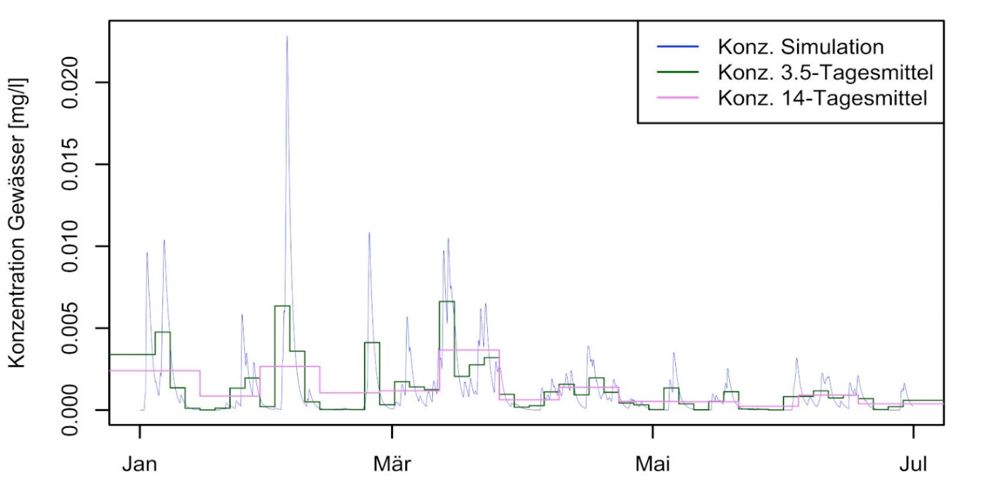 Konzentration Gewässer [mg/l]
0.020
0.015
0.010
0.005
0.000
Konz. Simulation
Konz. 3.5-Tagesmittel
Konz. 14-Tagesmittel
Jan Mär Mai Jul